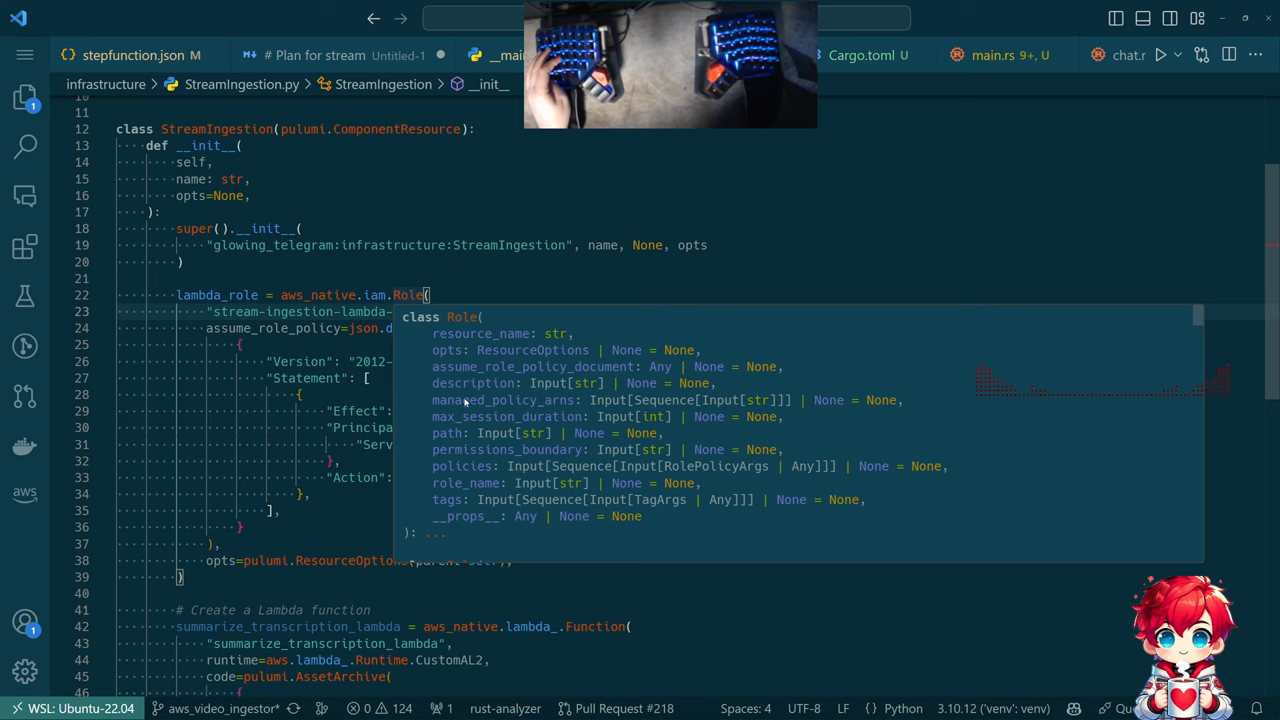 stepfunction.json M
# Plan for stream Untitled-1
Cargo.toml U
main.rs 9+, U
infrastructure > StreamIngestion.py > StreamIngestion > __init__
11
12 class StreamIngestion(pulumi.ComponentResource):
13 def __init__(
14 self,
15 name: str,
16 opts=None,
17 ):
18 super().__init__(
19 "glowing_telegram:infrastructure:StreamIngestion", name, None, opts
20 )
21
22 lambda_role = aws_native.iam.Role(
23 "stream-ingestion-lambda-
24 assume_role_policy=json.d
25 {
26 "Version": "2012-
27 "Statement": [
28 {
29 "Effect":
30 "Principa
31 "Serv
32 },
33 "Action":
34 },
35 ],
36 }
37 ),
38 opts=pulumi.ResourceOptions(parent=self),
39 )
40
41 # Create a Lambda function
42 summarize_transcription_lambda = aws_native.lambda_.Function(
43 "summarize_transcription_lambda",
44 runtime=aws.lambda_.Runtime.CustomAL2,
45 code=pulumi.AssetArchive(
46 {
class Role(
resource_name: str,
opts: ResourceOptions | None = None,
assume_role_policy_document: Any | None = None,
description: Input[str] | None = None,
managed_policy_arns: Input[Sequence[Input[str]]] | None = None,
max_session_duration: Input[int] | None = None,
path: Input[str] | None = None,
permissions_boundary: Input[str] | None = None,
policies: Input[Sequence[Input[RolePolicyArgs | Any]]] | None = None,
role_name: Input[str] | None = None,
tags: Input[Sequence[Input[TagArgs | Any]]] | None = None,
__props__: Any | None = None
): ...
aws
WSL: Ubuntu-22.04 aws_video_ingestor* 0 124 1 rust-analyzer Pull Request #218 Spaces: 4 UTF-8 LF Python 3.10.12 ('venv': venv)